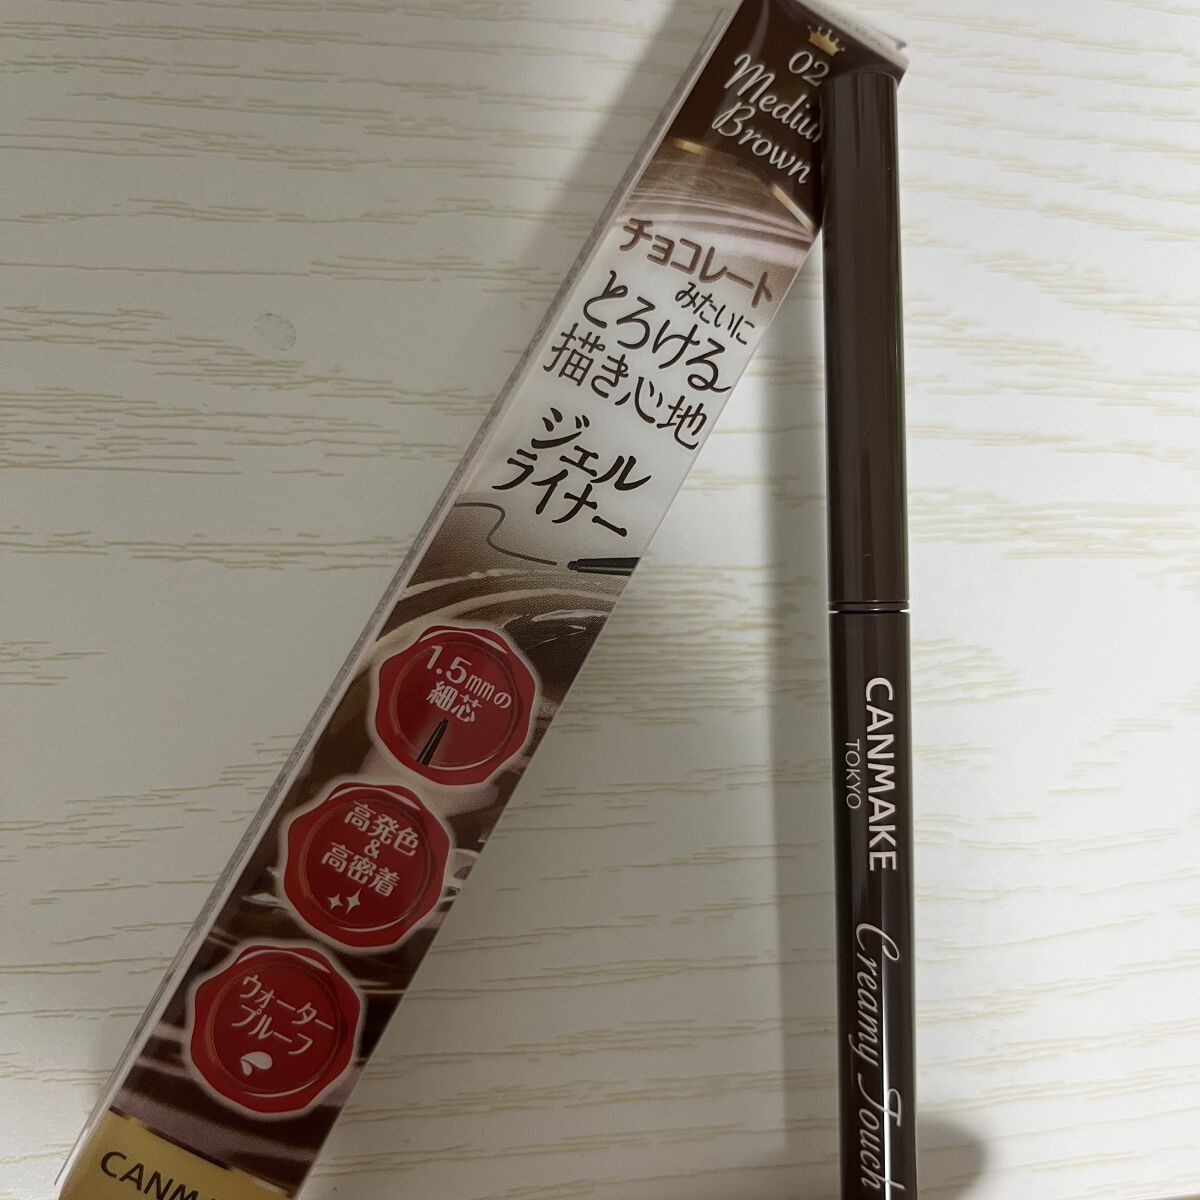 02
Medium
Brown
チョコレート
みたいに
とろける
描き心地
ジェル
ライナー
1.5mmの
細芯
高発色
&
高密着
ウォーター
プルーフ
CANM
CANMAKE
TOKYO
Creamy Touch